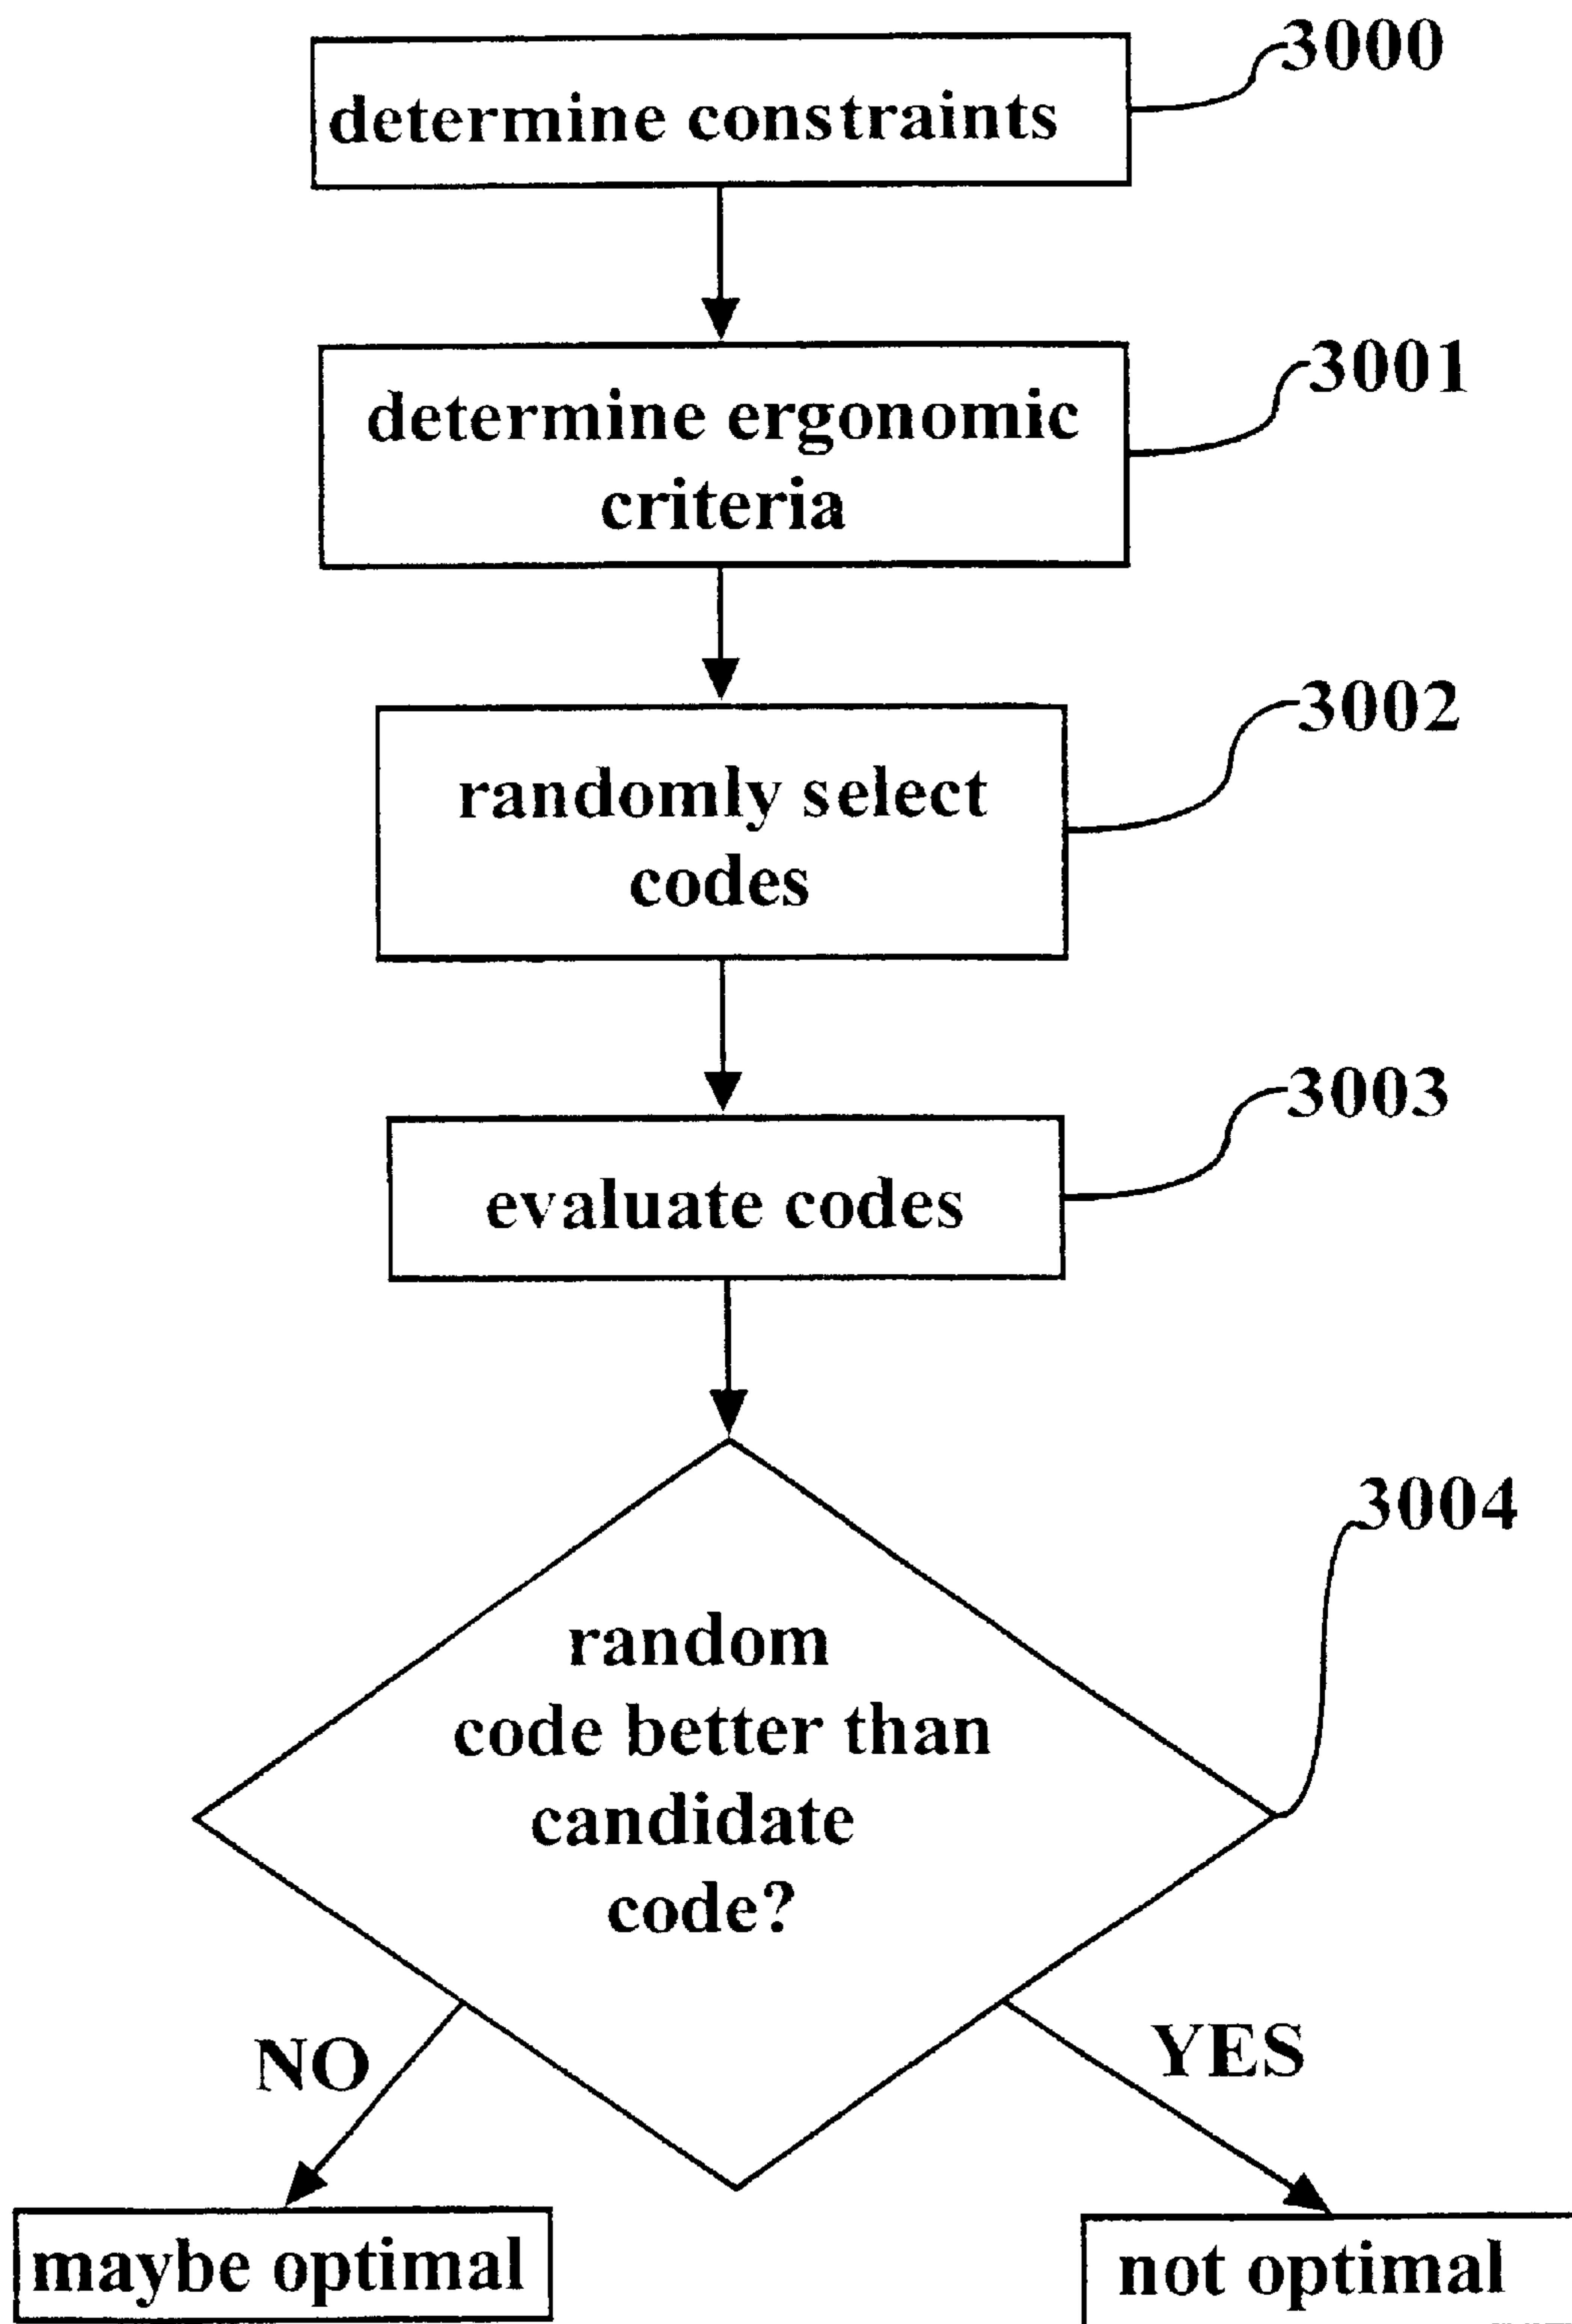 3000
determine constraints
3001
determine ergonomic
criteria
3002
randomly select
codes
3003
evaluate codes
3004
random
code better than
candidate
code?
NO
YES
maybe optimal
not optimal